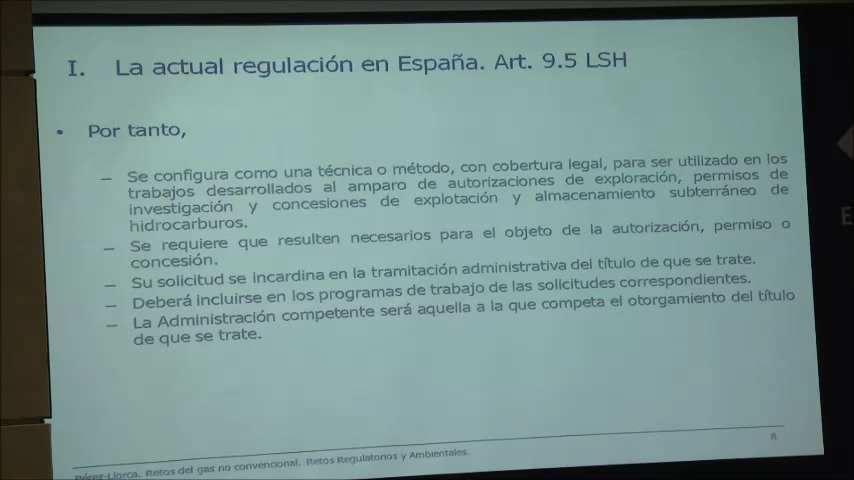 I. La actual regulación en España. Art. 9.5 LSH
• Por tanto,
– Se configura como una técnica o método, con cobertura legal, para ser utilizado en los
trabajos desarrollados al amparo de autorizaciones de exploración, permisos de
investigación y concesiones de explotación y almacenamiento subterráneo de
hidrocarburos.
– Se requiere que resulten necesarios para el objeto de la autorización, permiso o
concesión.
– Su solicitud se incardina en la tramitación administrativa del título de que se trate.
– Deberá incluirse en los programas de trabajo de las solicitudes correspondientes.
– La Administración competente será aquella a la que competa el otorgamiento del título
de que se trate.
8
Pérez-Llorca. Retos del gas no convencional. Retos Regulatorios y Ambientales.
E